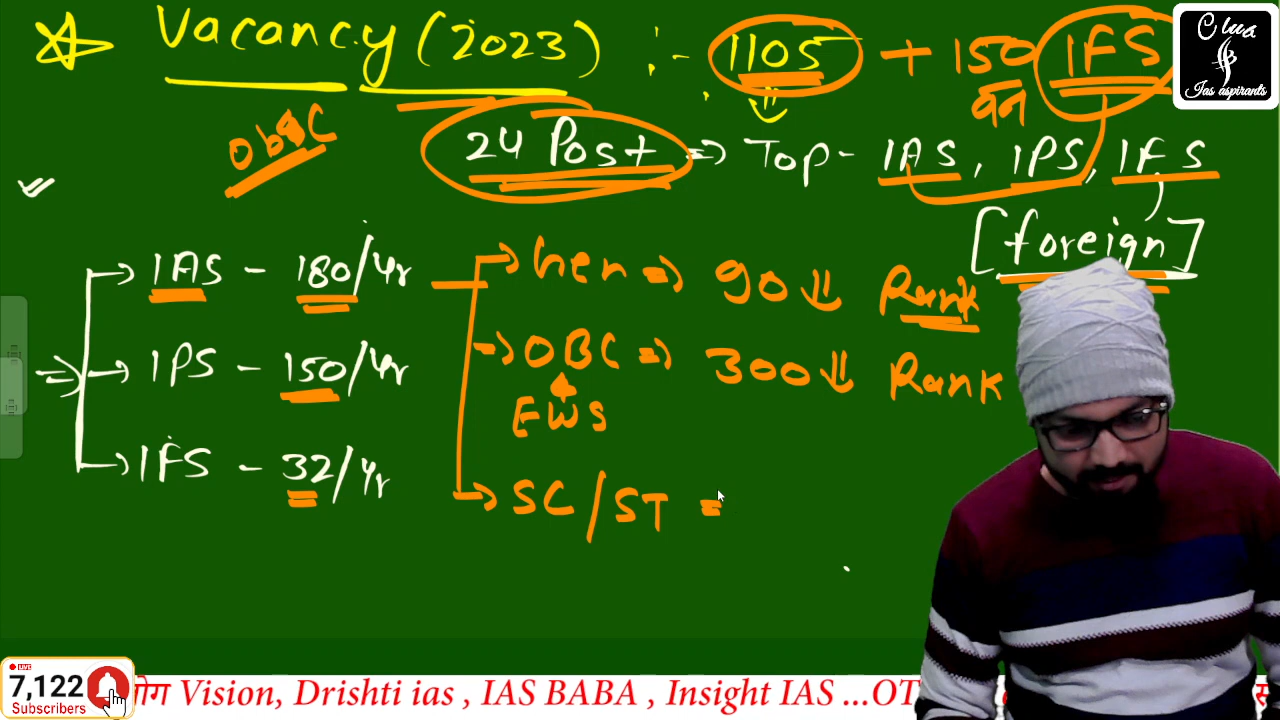 Vacancy (2023) :- 1105 + 150 IFS
वन
24 Post => Top - IAS, IPS, IFS
[foreign]
IAS - 180/Yr
IPS - 150/Yr
IFS - 32/Yr
Gen => 90 Rank
OBC => 300 Rank
EWS
SC/ST =
Clua
Ias aspirants
LIVE
7,122
Subscribers
Vision, Drishti ias , IAS BABA , Insight IAS ...OT